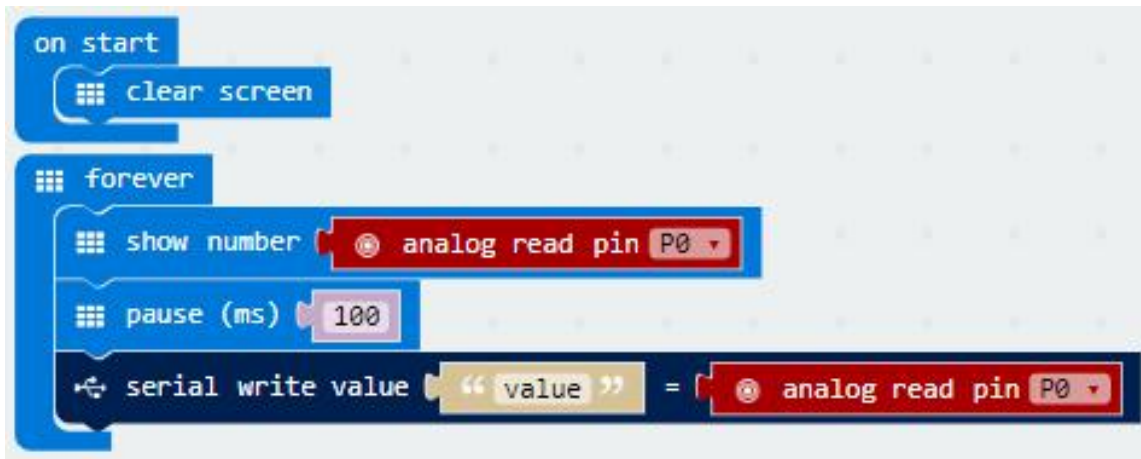 on start
clear screen
forever
show number analog read pin P0
pause (ms) 100
serial write value “ value ” = analog read pin P0